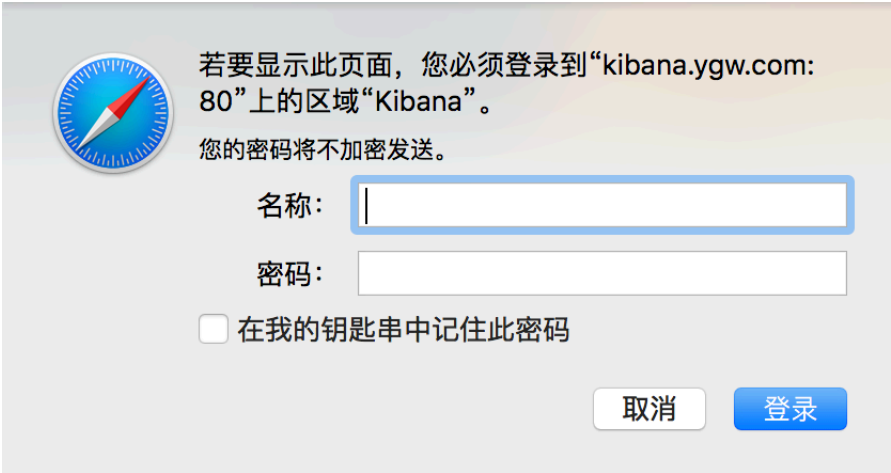 若要显示此页面，您必须登录到“kibana.ygw.com:
80”上的区域“Kibana”。
您的密码将不加密发送。
名称：
密码：
在我的钥匙串中记住此密码
取消 登录